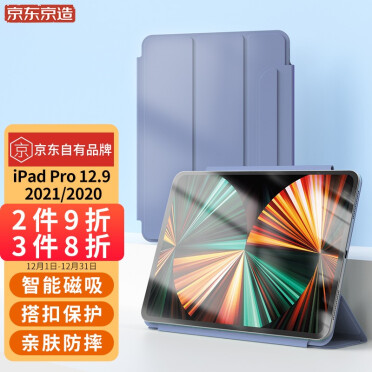 京东京造
京 京东自有品牌
iPad Pro 12.9
2021/2020
2件9折
3件8折
12月1日-12月31日
智能磁吸
搭扣保护
亲肤防摔